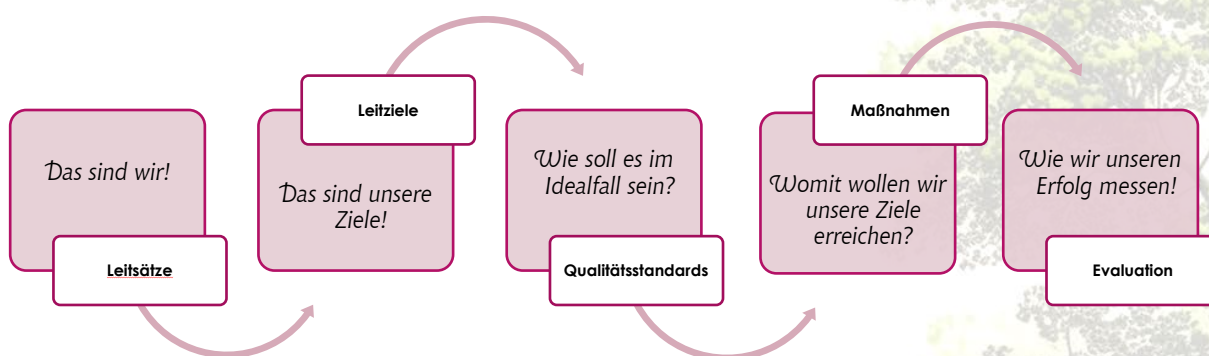 Das sind wir!
Leitsätze
Leitziele
Das sind unsere
Ziele!
Wie soll es im
Idealfall sein?
Qualitätsstandards
Maßnahmen
Womit wollen wir
unsere Ziele
erreichen?
Wie wir unseren
Erfolg messen!
Evaluation